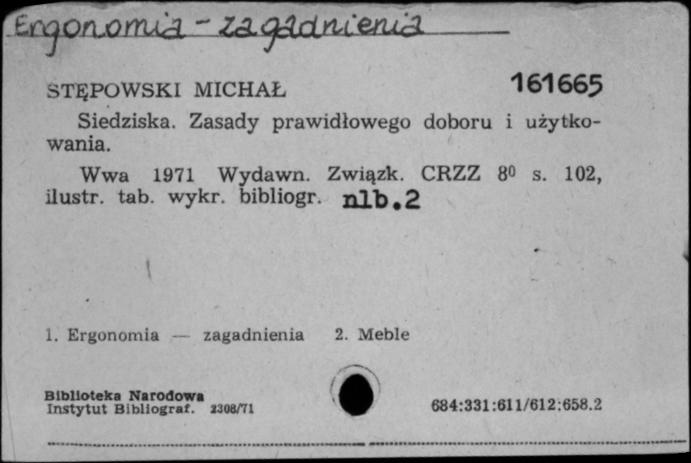 Ergonomia - zagadnienia
STĘPOWSKI MICHAŁ 161665
Siedziska. Zasady prawidłowego doboru i użytko-
wania.
Wwa 1971 Wydawn. Związk. CRZZ 8⁰ s. 102,
ilustr. tab. wykr. bibliogr. nlb.2
1. Ergonomia — zagadnienia 2. Meble
Biblioteka Narodowa
Instytut Bibliograf. 2308/71 684:331:611/612:658.2